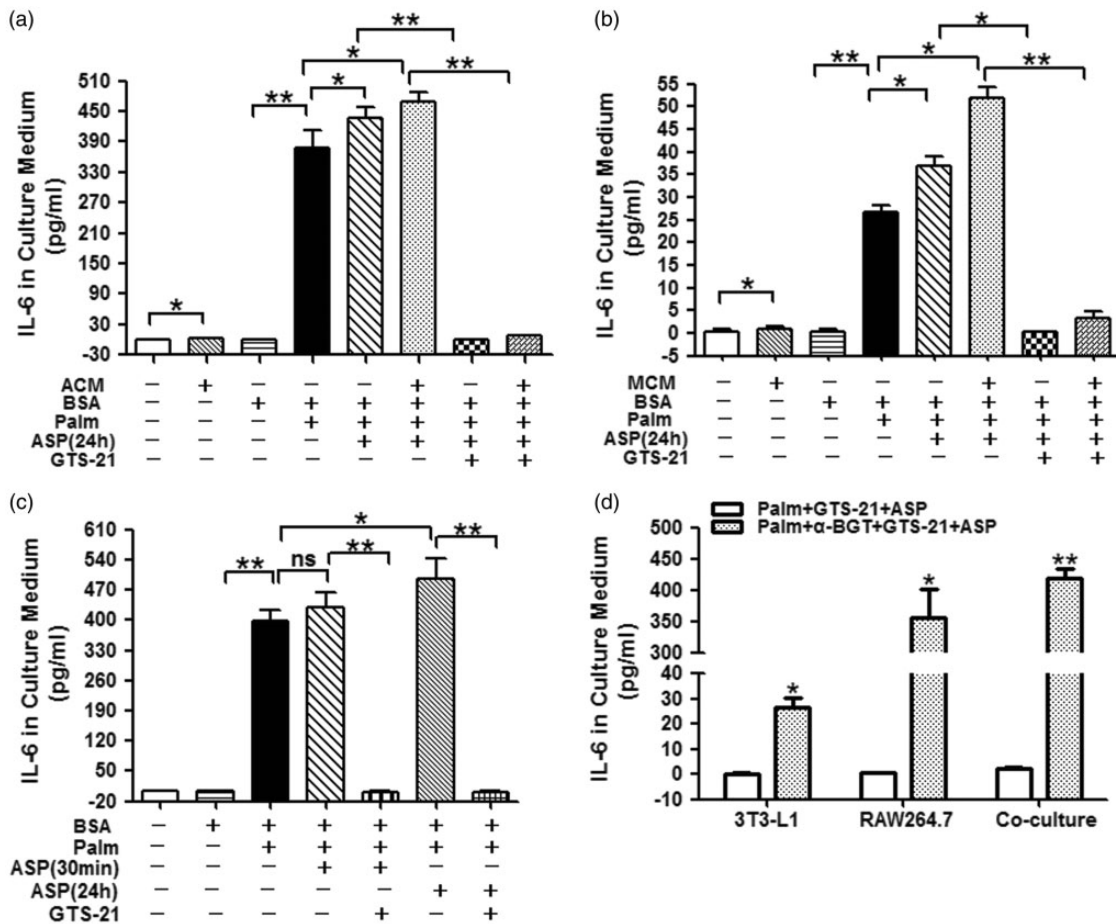 (a)
IL-6 in Culture Medium
(pg/ml)
510
450
390
330
270
210
150
90
30
-30
*
**
*
*
**
**
ACM – + – – – + – +
BSA – – + + + + + +
Palm – – – + + + + +
ASP(24h) – – – – + + + +
GTS-21 – – – – – – + +
(b)
IL-6 in Culture Medium
(pg/ml)
55
50
45
40
35
30
25
20
15
10
5
0
-5
*
**
*
*
*
**
MCM – + – – – + – +
BSA – – + + + + + +
Palm – – – + + + + +
ASP(24h) – – – – + + + +
GTS-21 – – – – – – + +
(c)
IL-6 in Culture Medium
(pg/ml)
610
540
470
400
330
260
190
120
50
-20
**
ns
**
*
**
BSA – + + + + + +
Palm – – + + + + +
ASP(30min) – – – + + – –
ASP(24h) – – – – – + +
GTS-21 – – – – + – +
(d)
Palm+GTS-21+ASP
Palm+α-BGT+GTS-21+ASP
IL-6 in Culture Medium
(pg/ml)
500
450
400
350
300
40
30
20
10
0
-10
*
*
**
3T3-L1 RAW264.7 Co-culture